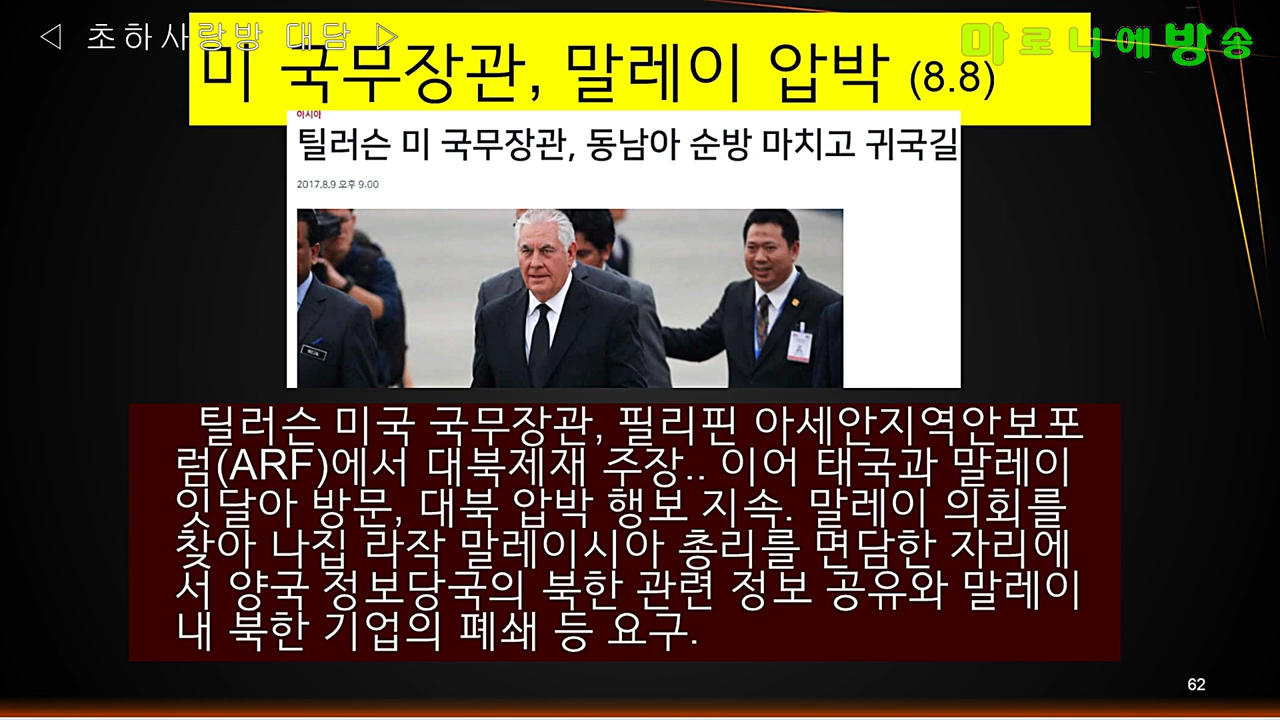 ◁ 초하사랑방 대담 ▷
마로니에방송
미 국무장관, 말레이 압박 (8.8)
아시아
틸러슨 미 국무장관, 동남아 순방 마치고 귀국길
2017.8.9 오후 9:00
틸러슨 미국 국무장관, 필리핀 아세안지역안보포
럼(ARF)에서 대북제재 주장.. 이어 태국과 말레이
잇달아 방문, 대북 압박 행보 지속. 말레이 의회를
찾아 나집 라작 말레이시아 총리를 면담한 자리에
서 양국 정보당국의 북한 관련 정보 공유와 말레이
내 북한 기업의 폐쇄 등 요구.
62